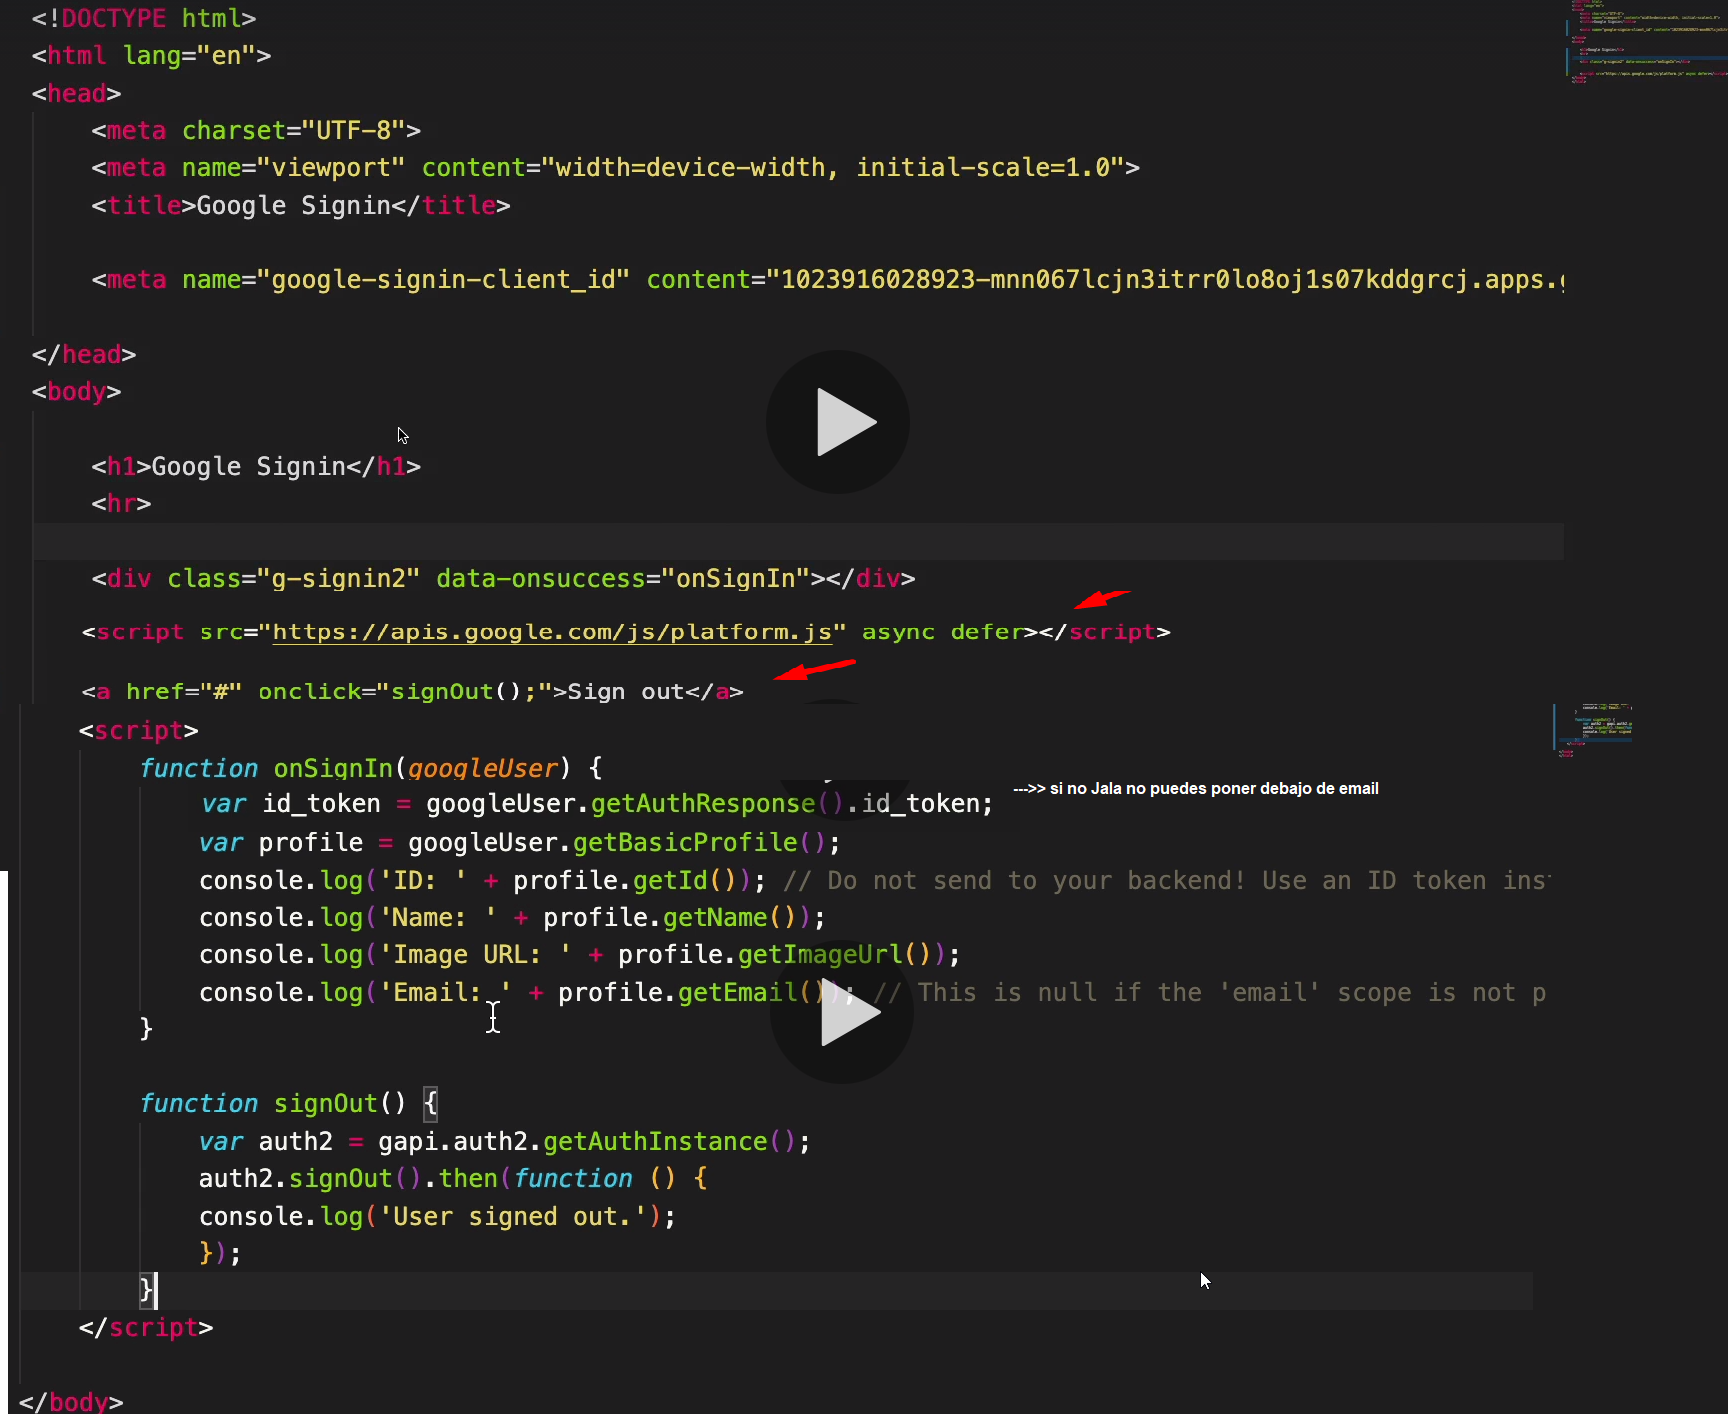 <!DOCTYPE html>
<html lang="en">
<head>
<meta charset="UTF-8">
<meta name="viewport" content="width=device-width, initial-scale=1.0">
<title>Google Signin</title>
<meta name="google-signin-client_id" content="1023916028923-mnn067lcjn3itrr0lo8oj1s07kddgrcj.apps.
</head>
<body>
<h1>Google Signin</h1>
<hr>
<div class="g-signin2" data-onsuccess="onSignIn"></div>
<script src="https://apis.google.com/js/platform.js" async defer></script>
<a href="#" onclick="signOut();">Sign out</a>
<script>
function onSignIn(googleUser) {
var id_token = googleUser.getAuthResponse().id_token; --->> si no Jala no puedes poner debajo de email
var profile = googleUser.getBasicProfile();
console.log('ID: ' + profile.getId()); // Do not send to your backend! Use an ID token ins
console.log('Name: ' + profile.getName());
console.log('Image URL: ' + profile.getImageUrl());
console.log('Email: ' + profile.getEmail()); // This is null if the 'email' scope is not p
}
function signOut() {
var auth2 = gapi.auth2.getAuthInstance();
auth2.signOut().then(function () {
console.log('User signed out.');
});
}
</script>
</body>